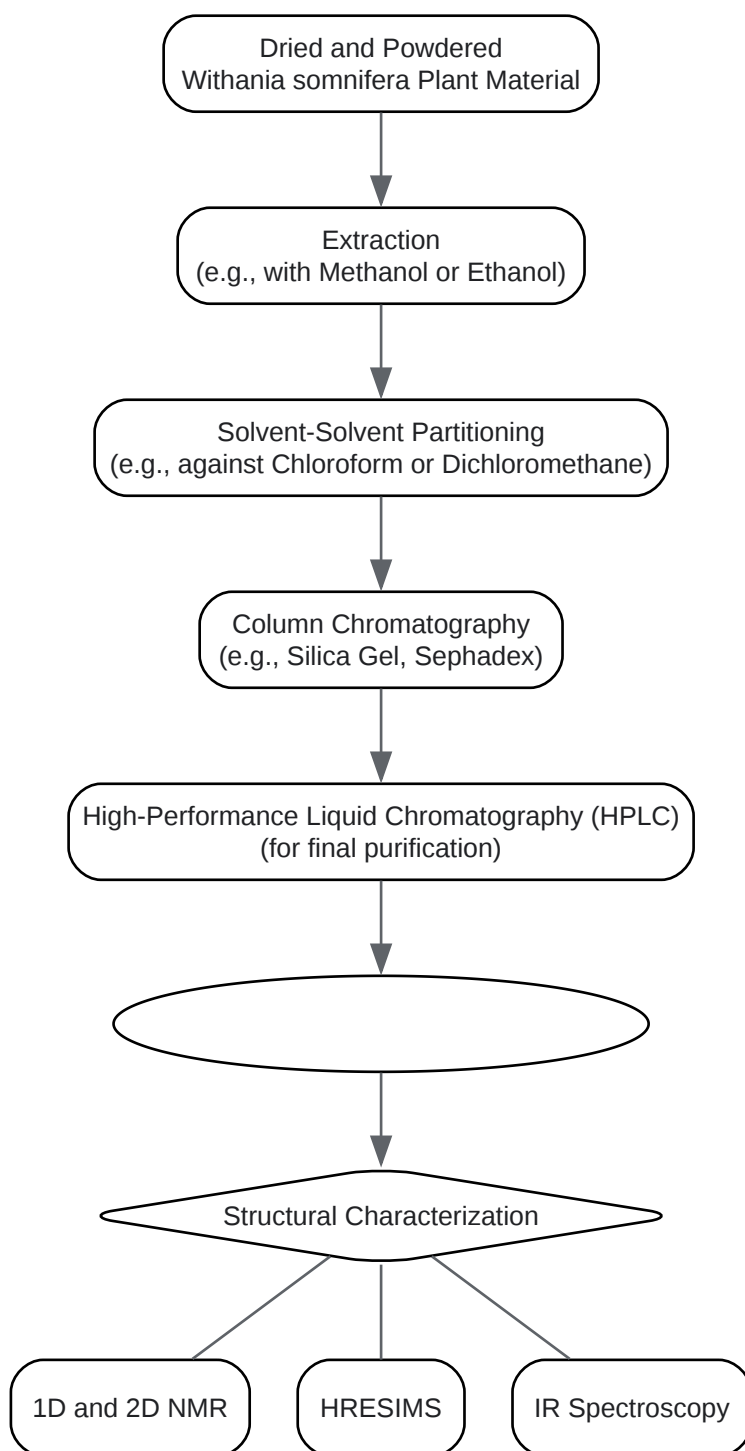 Dried and Powdered
Withania somnifera Plant Material
Extraction
(e.g., with Methanol or Ethanol)
Solvent-Solvent Partitioning
(e.g., against Chloroform or Dichloromethane)
Column Chromatography
(e.g., Silica Gel, Sephadex)
High-Performance Liquid Chromatography (HPLC)
(for final purification)
Structural Characterization
1D and 2D NMR
HRESIMS
IR Spectroscopy